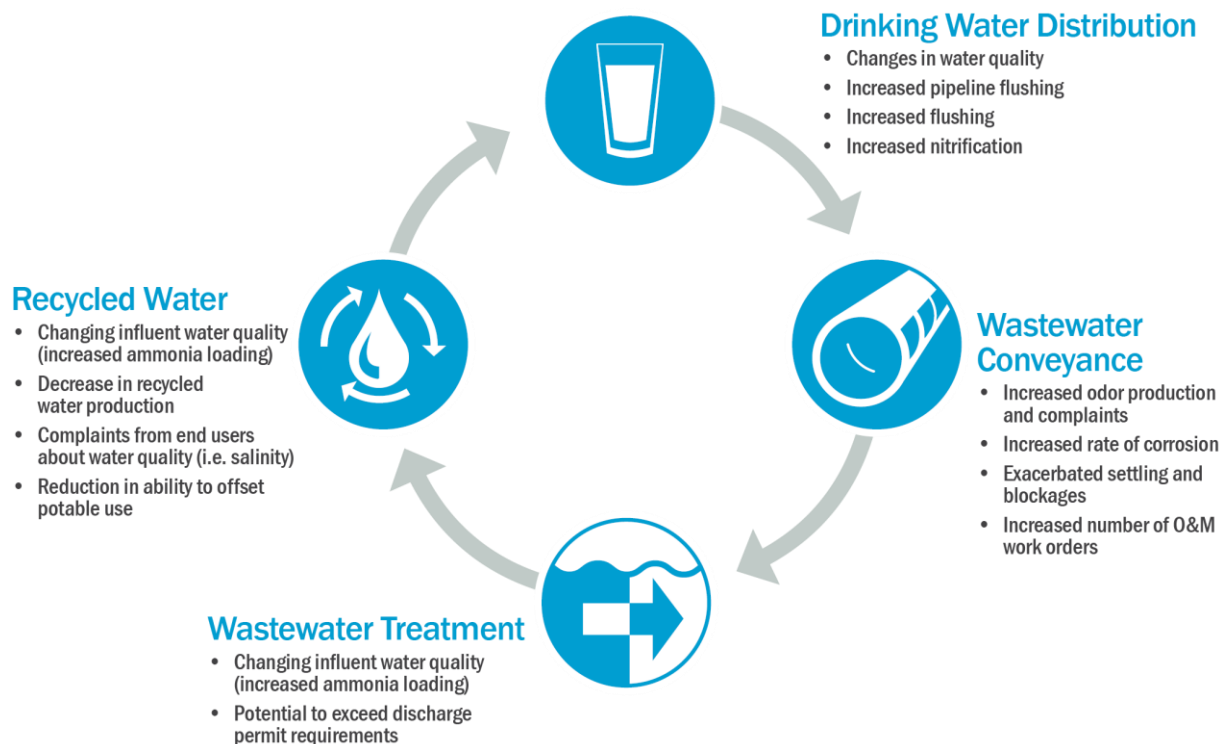 Drinking Water Distribution
• Changes in water quality
• Increased pipeline flushing
• Increased flushing
• Increased nitrification
Wastewater
Conveyance
• Increased odor production
and complaints
• Increased rate of corrosion
• Exacerbated settling and
blockages
• Increased number of O&M
work orders
Wastewater Treatment
• Changing influent water quality
(increased ammonia loading)
• Potential to exceed discharge
permit requirements
Recycled Water
• Changing influent water quality
(increased ammonia loading)
• Decrease in recycled
water production
• Complaints from end users
about water quality (i.e. salinity)
• Reduction in ability to offset
potable use